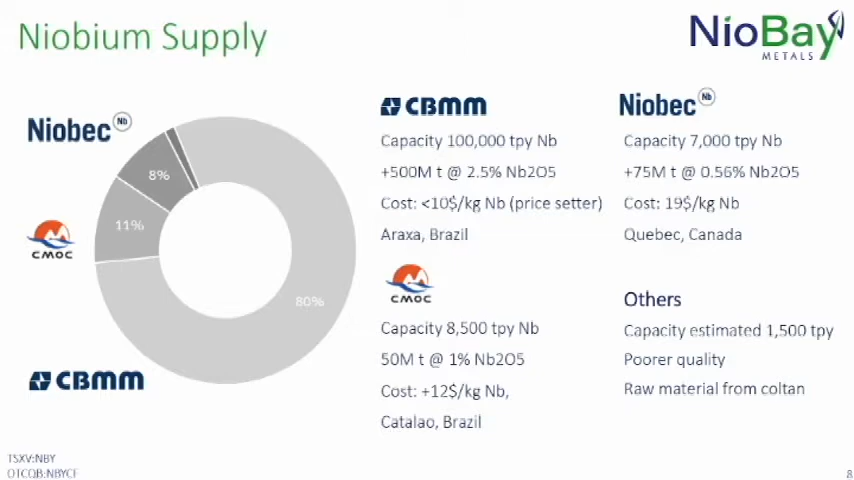 Niobium Supply
NioBay
METALS
Niobec Nb
8%
11%
CMOC
80%
CBMM
CBMM
Capacity 100,000 tpy Nb
+500M t @ 2.5% Nb2O5
Cost: <10$/kg Nb (price setter)
Araxa, Brazil
CMOC
Capacity 8,500 tpy Nb
50M t @ 1% Nb2O5
Cost: +12$/kg Nb,
Catalao, Brazil
Niobec Nb
Capacity 7,000 tpy Nb
+75M t @ 0.56% Nb2O5
Cost: 19$/kg Nb
Quebec, Canada
Others
Capacity estimated 1,500 tpy
Poorer quality
Raw material from coltan
TSXV:NBY
OTCQB:NBYCF
8